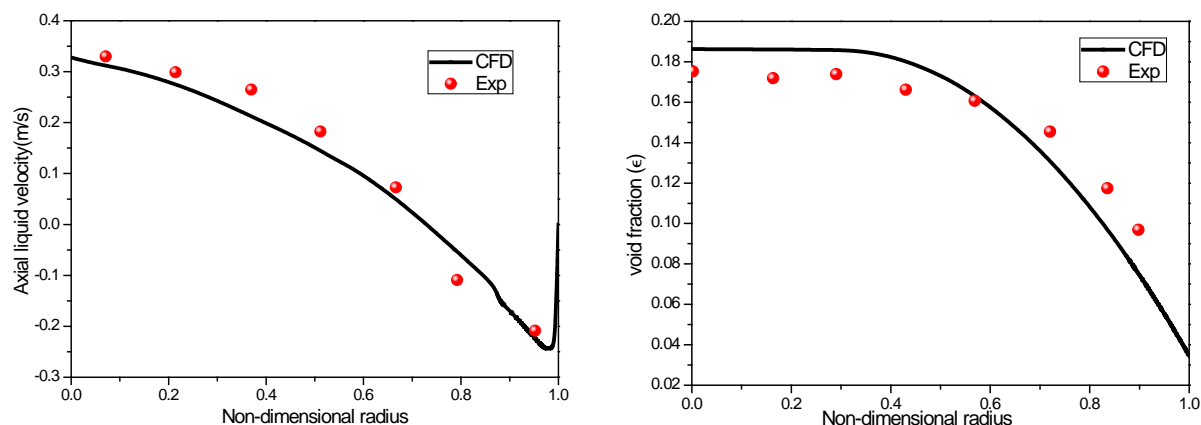 0.4
0.3
0.2
0.1
0.0
-0.1
-0.2
-0.3
Axial liquid velocity(m/s)
CFD
Exp
0.0 0.2 0.4 0.6 0.8 1.0
Non-dimensional radius
0.20
0.18
0.16
0.14
0.12
0.10
0.08
0.06
0.04
0.02
void fraction (ϵ)
CFD
Exp
0.0 0.2 0.4 0.6 0.8 1.0
Non-dimensional radius